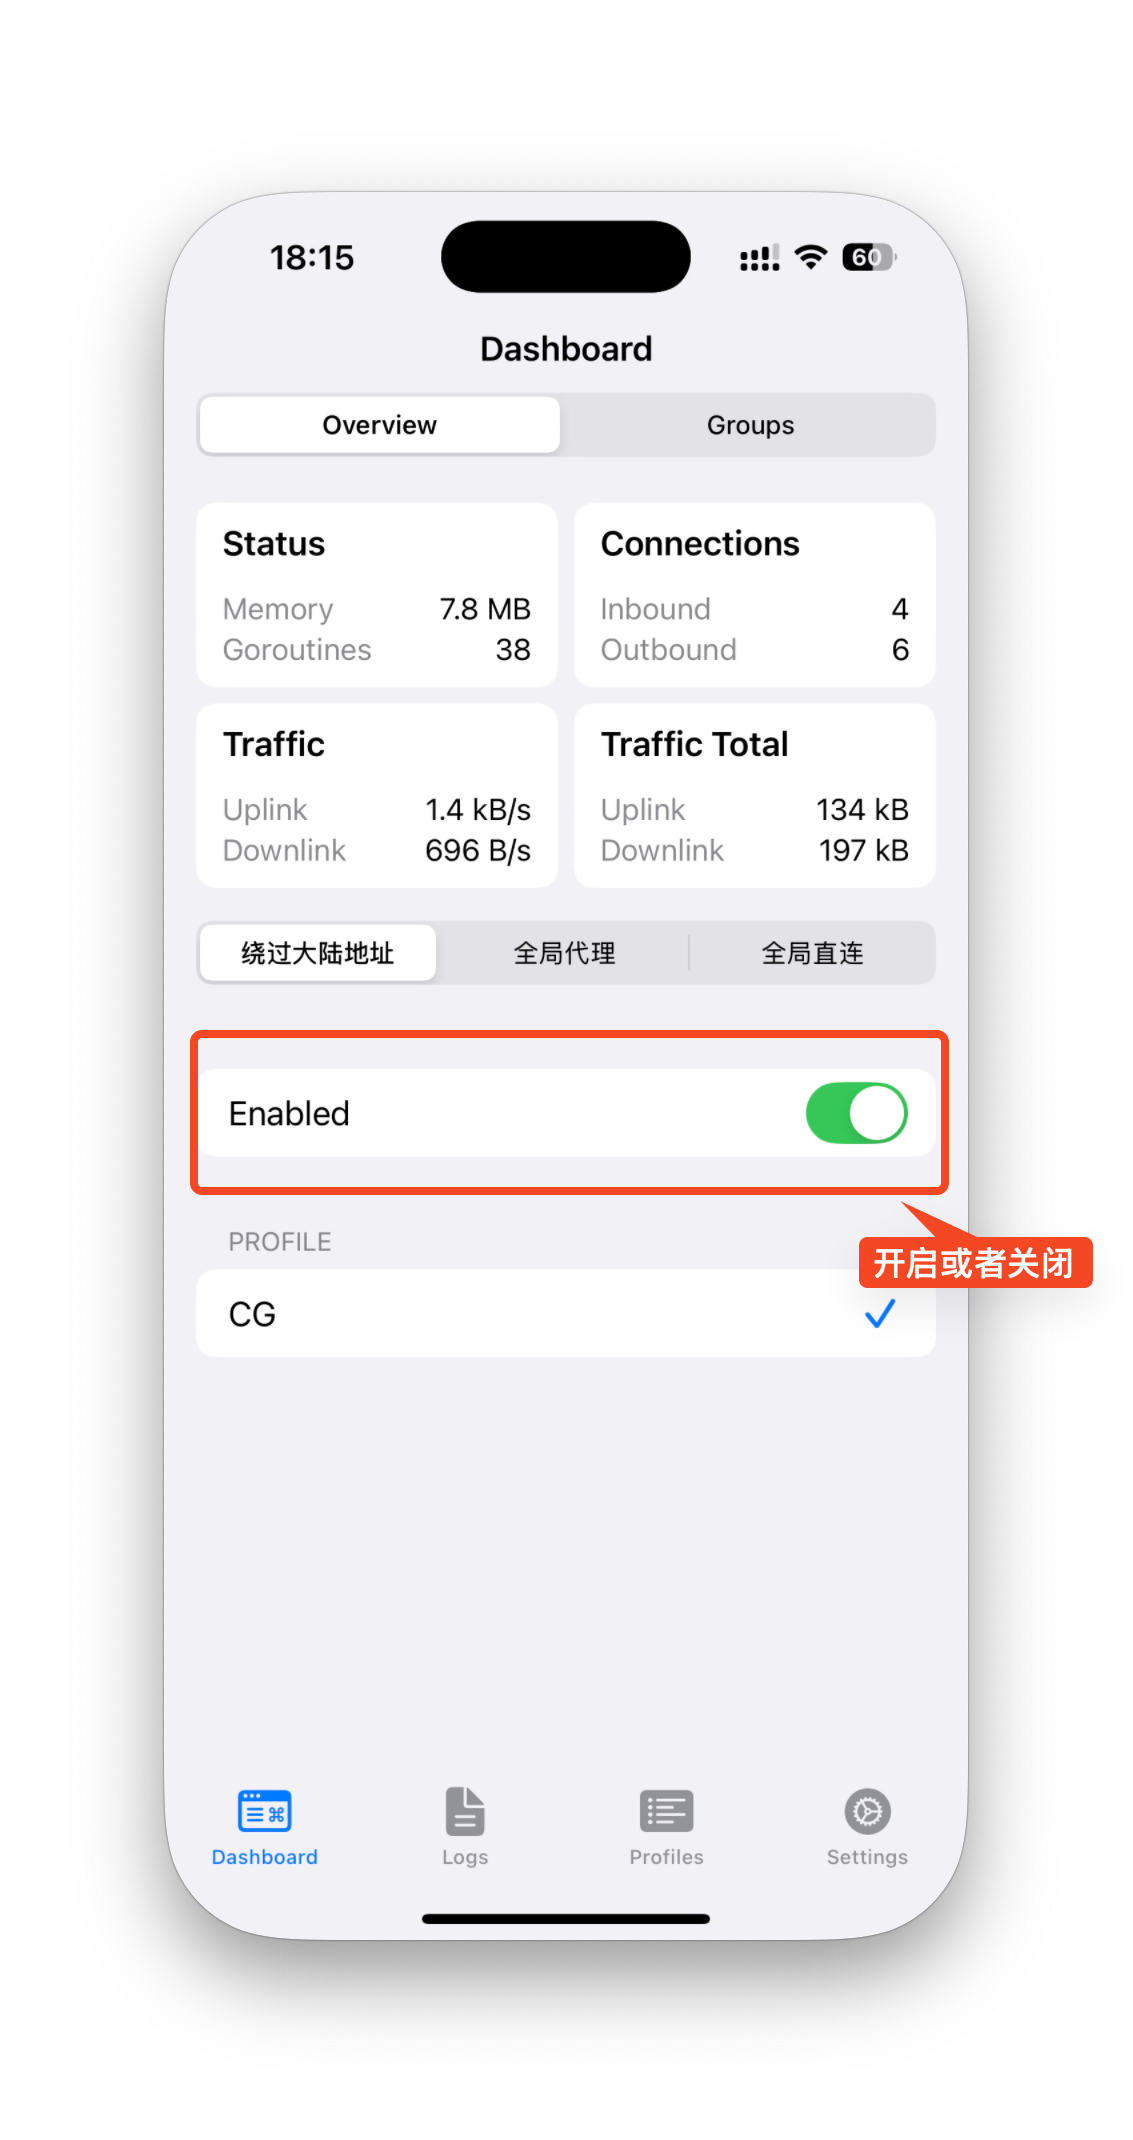 18:15
60
Dashboard
Overview
Groups
Status
Memory 7.8 MB
Goroutines 38
Connections
Inbound 4
Outbound 6
Traffic
Uplink 1.4 kB/s
Downlink 696 B/s
Traffic Total
Uplink 134 kB
Downlink 197 kB
绕过大陆地址
全局代理
全局直连
Enabled
开启或者关闭
PROFILE
CG
Dashboard
Logs
Profiles
Settings